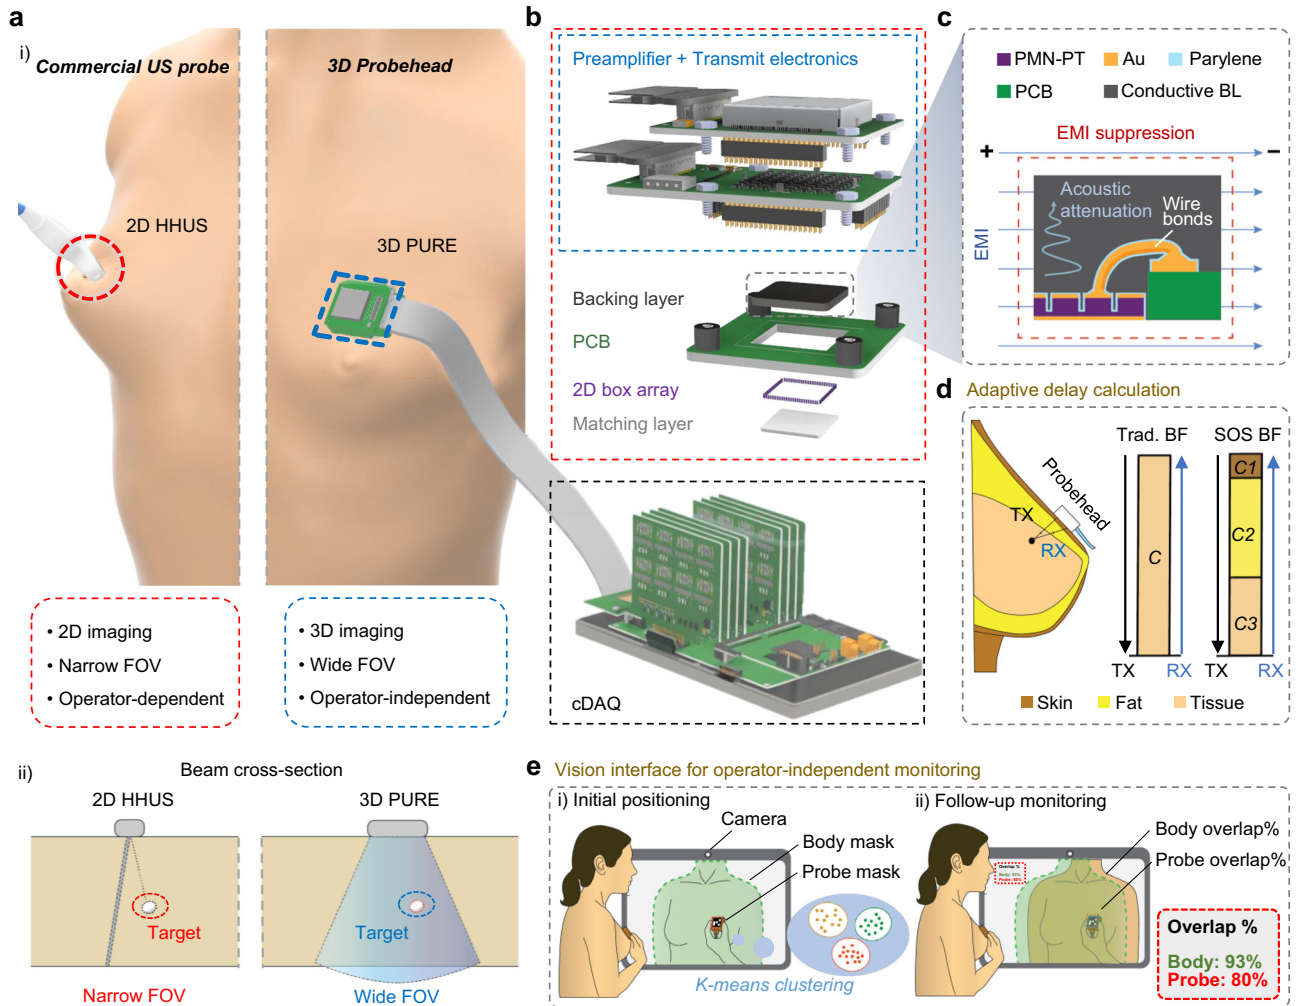 a
i)
Commercial US probe
3D Probehead
2D HHUS
3D PURE
• 2D imaging
• Narrow FOV
• Operator-dependent
• 3D imaging
• Wide FOV
• Operator-independent
ii)
Beam cross-section
2D HHUS
3D PURE
Target
Target
Narrow FOV
Wide FOV
b
Preamplifier + Transmit electronics
Backing layer
PCB
2D box array
Matching layer
cDAQ
c
PMN-PT
Au
Parylene
PCB
Conductive BL
EMI suppression
+
−
EMI
Acoustic
attenuation
Wire
bonds
d
Adaptive delay calculation
Trad. BF
SOS BF
Probehead
TX
RX
C
C1
C2
C3
TX
RX
TX
RX
Skin
Fat
Tissue
e
Vision interface for operator-independent monitoring
i) Initial positioning
Camera
Body mask
Probe mask
K-means clustering
ii) Follow-up monitoring
Body overlap%
Probe overlap%
Overlap %
Body: 93%
Probe: 80%
Overlap %
Body: 93%
Probe: 80%